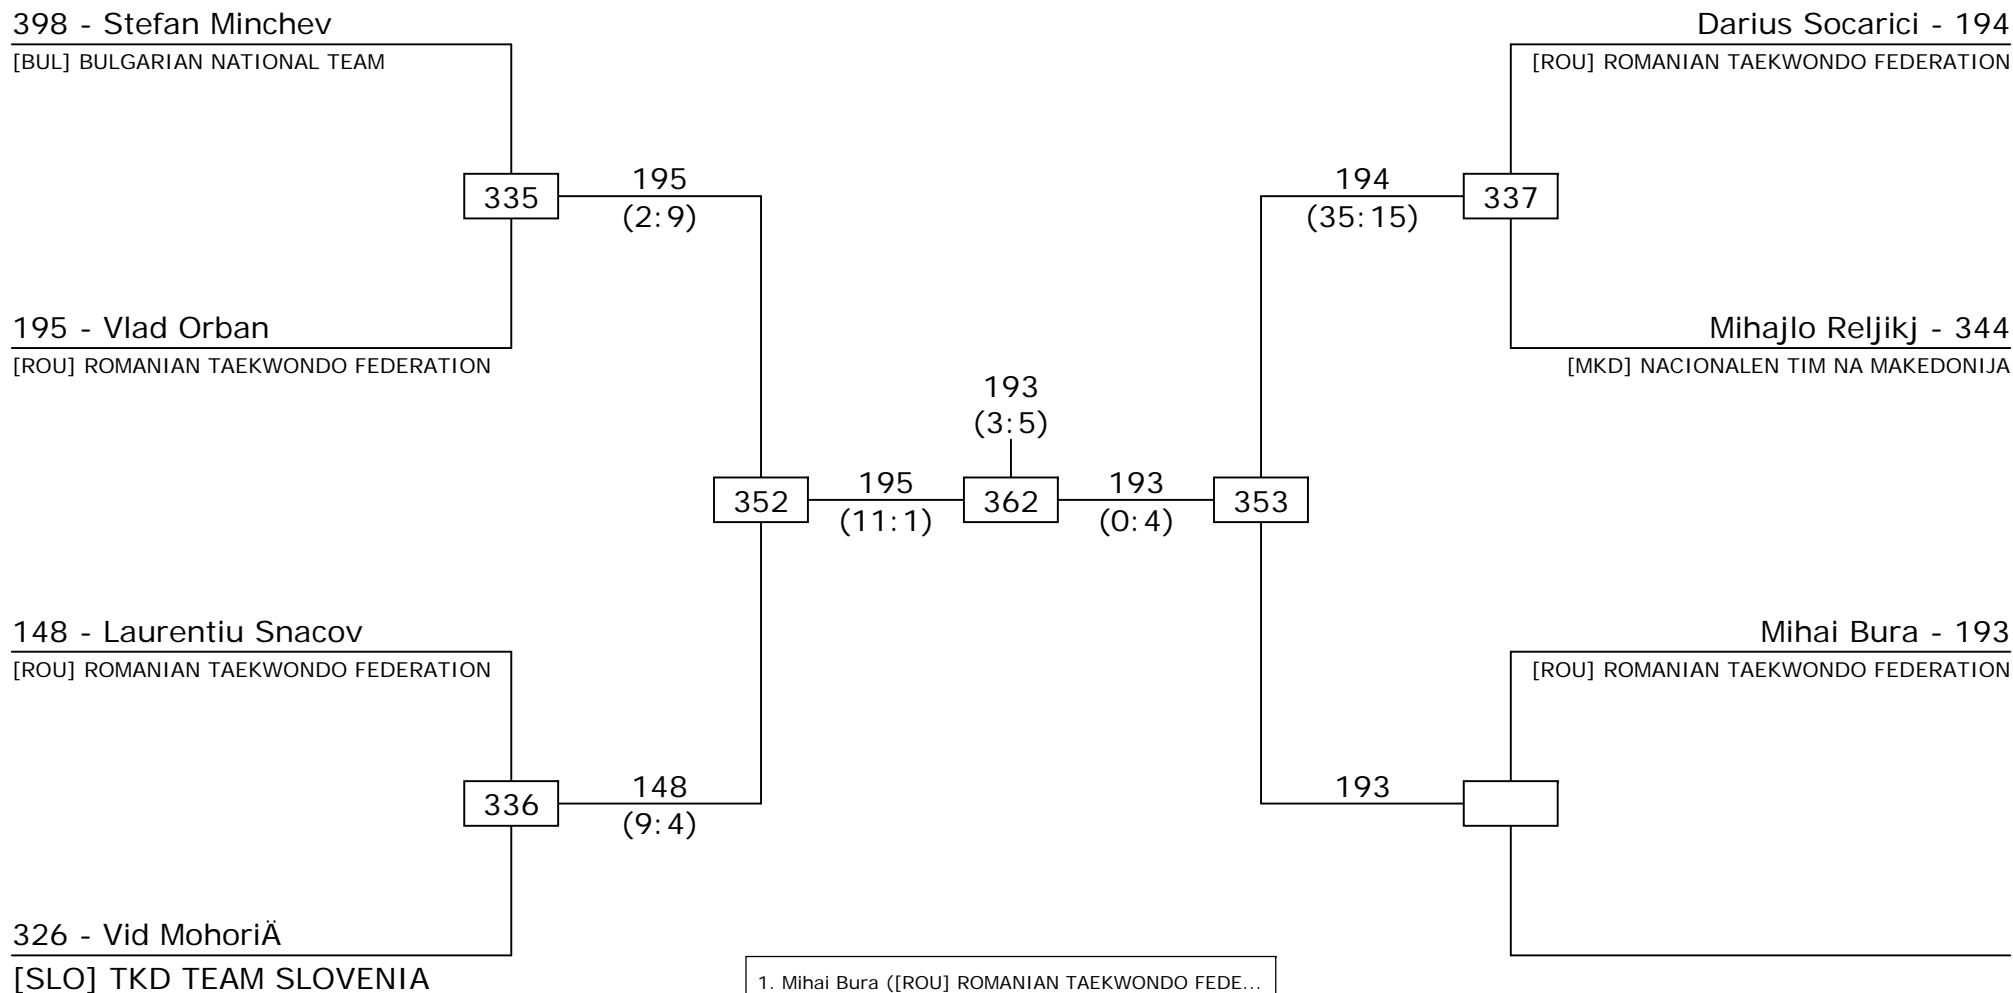 398 - Stefan Minchev
[BUL] BULGARIAN NATIONAL TEAM
Darius Socarici - 194
[ROU] ROMANIAN TAEKWONDO FEDERATION
335
195
(2:9)
194
(35:15)
337
195 - Vlad Orban
[ROU] ROMANIAN TAEKWONDO FEDERATION
Mihajlo Reljikj - 344
[MKD] NACIONALEN TIM NA MAKEDONIJA
193
(3:5)
352
195
(11:1)
362
193
(0:4)
353
148 - Laurentiu Snacov
[ROU] ROMANIAN TAEKWONDO FEDERATION
Mihai Bura - 193
[ROU] ROMANIAN TAEKWONDO FEDERATION
336
148
(9:4)
193
326 - Vid MohoriÄ
[SLO] TKD TEAM SLOVENIA
1. Mihai Bura ([ROU] ROMANIAN TAEKWONDO FEDE...